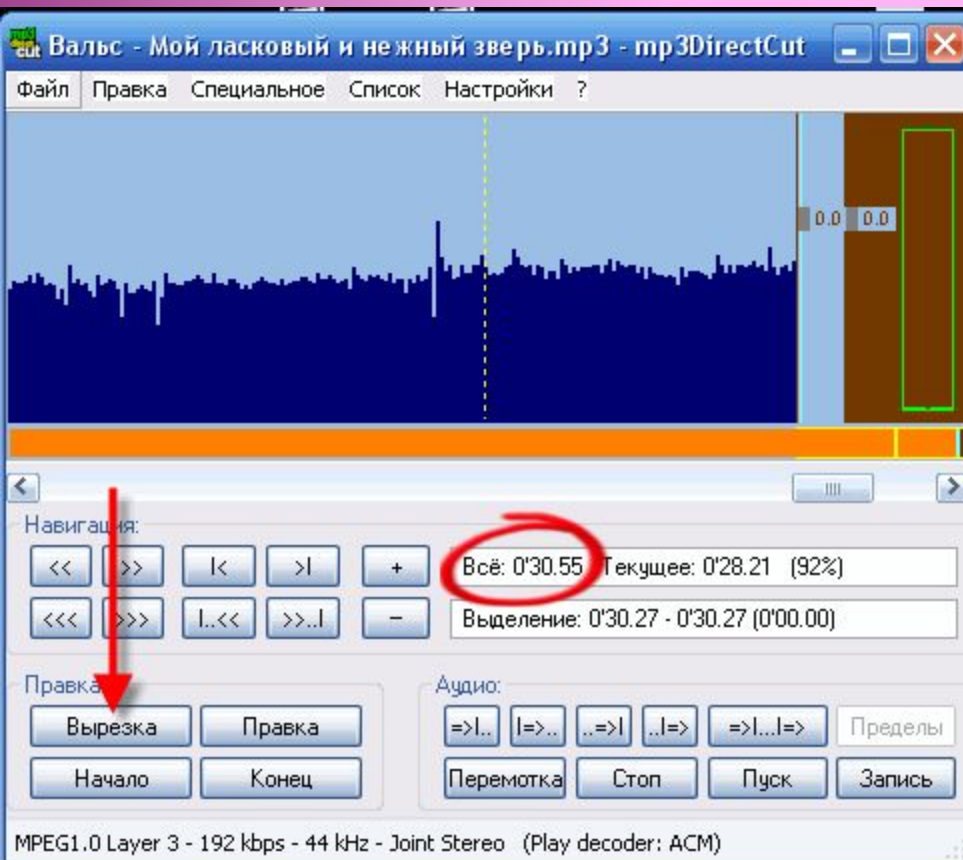 Вальс - Мой ласковый и нежный зверь.mp3 - mp3DirectCut
Файл Правка Специальное Список Настройки ?
0.0 0.0
Навигация:
<< >> |< >| + Всё: 0'30.55 Текущее: 0'28.21 (92%)
<<< >>> |..<< >>..| – Выделение: 0'30.27 - 0'30.27 (0'00.00)
Правка Аудио:
Вырезка Правка =>|.. |=>.. ..=>| ..|=> =>|...|=> Пределы
Начало Конец Перемотка Стоп Пуск Запись
MPEG1.0 Layer 3 - 192 kbps - 44 kHz - Joint Stereo (Play decoder: ACM)